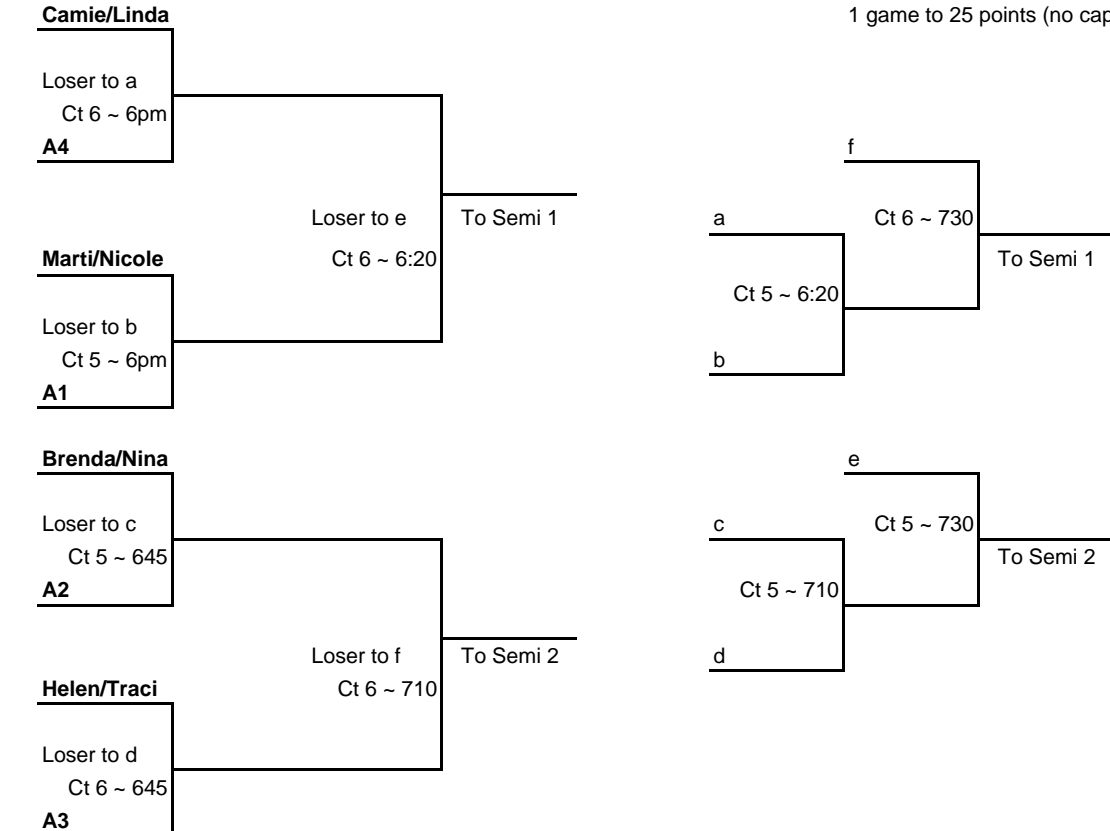 Camie/Linda
1 game to 25 points (no cap
Loser to a
Ct 6 ~ 6pm
A4
f
Loser to e
To Semi 1
a
Ct 6 ~ 730
Marti/Nicole
Ct 6 ~ 6:20
To Semi 1
Ct 5 ~ 6:20
Loser to b
Ct 5 ~ 6pm
b
A1
Brenda/Nina
e
Loser to c
c
Ct 5 ~ 730
Ct 5 ~ 645
To Semi 2
A2
Ct 5 ~ 710
Loser to f
To Semi 2
d
Helen/Traci
Ct 6 ~ 710
Loser to d
Ct 6 ~ 645
A3